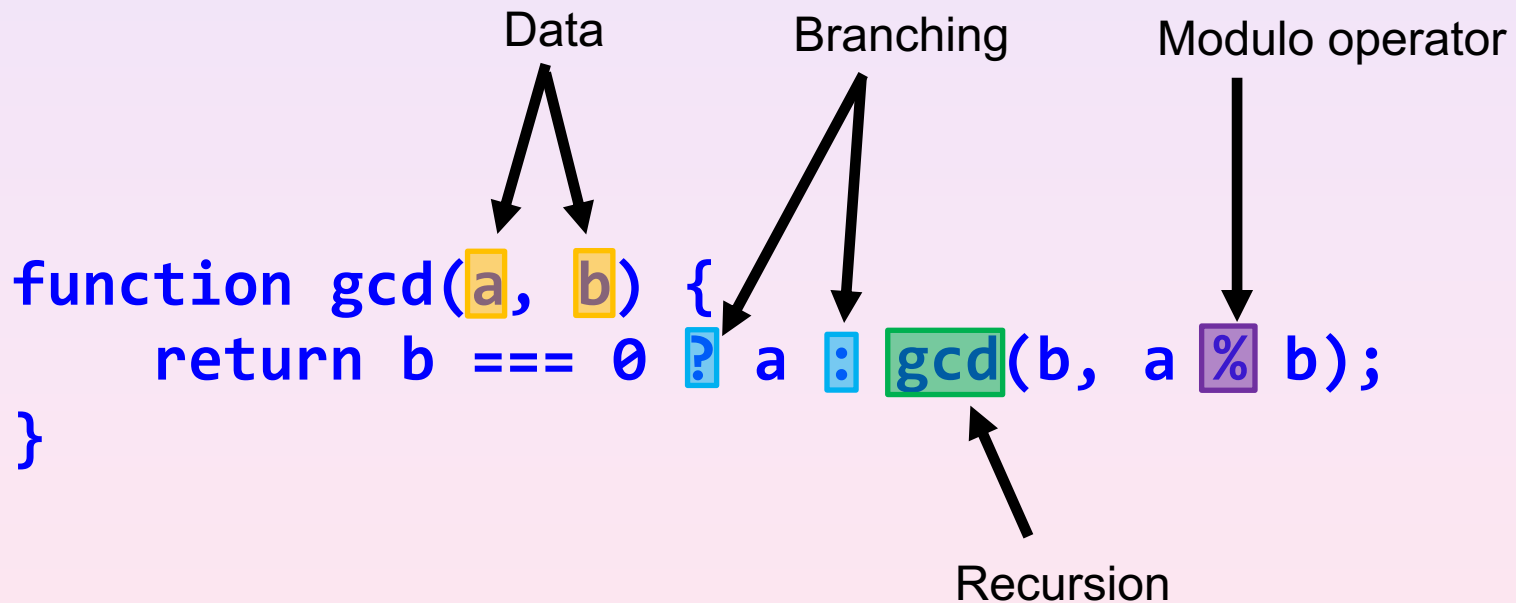 Data Branching Modulo operator
function gcd(a, b) {
    return b === 0 ? a : gcd(b, a % b);
}
Recursion